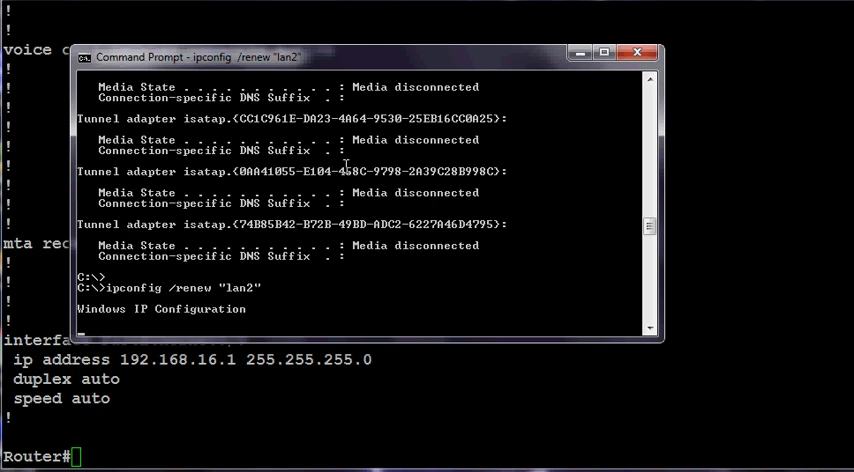 !
!
voice c
!
!
!
!
!
!
!
!
!
mta rec
!
!
!
!
interfa
ip address 192.168.16.1 255.255.255.0
duplex auto
speed auto
!
Router#
Command Prompt - ipconfig /renew "lan2"
Media State . . . . . . . . . . . : Media disconnected
Connection-specific DNS Suffix . :
Tunnel adapter isatap.{CC1C961E-DA23-4A64-9530-25EB16CC0A25}:
Media State . . . . . . . . . . . : Media disconnected
Connection-specific DNS Suffix . :
Tunnel adapter isatap.{0AA41055-E104-458C-9798-2A39C28B998C}:
Media State . . . . . . . . . . . : Media disconnected
Connection-specific DNS Suffix . :
Tunnel adapter isatap.{74B85B42-B72B-49BD-ADC2-6227A46D4795}:
Media State . . . . . . . . . . . : Media disconnected
Connection-specific DNS Suffix . :
C:\>
C:\>ipconfig /renew "lan2"
Windows IP Configuration